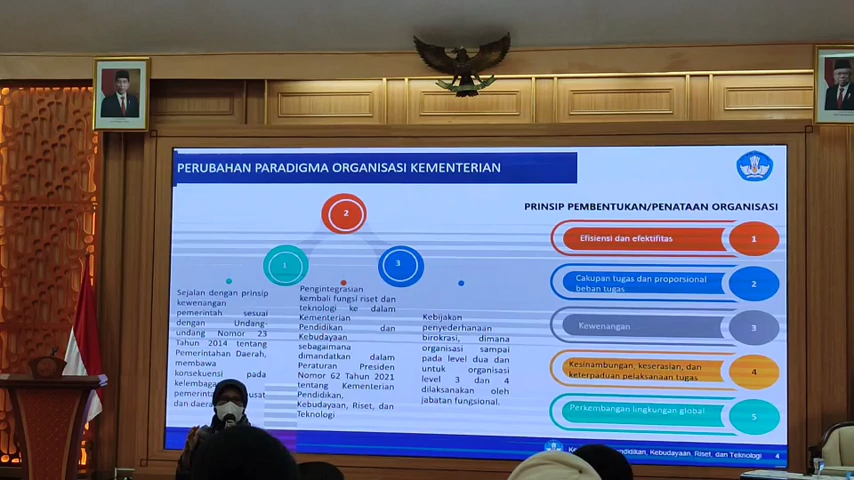 PERUBAHAN PARADIGMA ORGANISASI KEMENTERIAN
2
1
3
Sejalan dengan prinsip
kewenangan
pemerintah sesuai
dengan Undang-
undang Nomor 23
Tahun 2014 tentang
Pemerintahan Daerah,
membawa
konsekuensi pada
dan
Pengintegrasian
kembali fungsi riset dan
teknologi ke dalam
Kementerian
Pendidikan dan
Kebudayaan
sebagaimana
dimandatkan dalam
Peraturan Presiden
Nomor 62 Tahun 2021
tentang Kementerian
Pendidikan,
Kebudayaan, Riset, dan
Teknologi
Kebijakan
penyederhanaan
birokrasi, dimana
organisasi sampai
pada level dua dan
untuk organisasi
level 3 dan 4
dilaksanakan oleh
jabatan fungsional.
PRINSIP PEMBENTUKAN/PENATAAN ORGANISASI
Efisiensi dan efektifitas 1
Cakupan tugas dan proporsional
beban tugas 2
Kewenangan 3
Kesinambungan, keserasian, dan
keterpaduan pelaksanaan tugas 4
Perkembangan lingkungan global 5
Kebudayaan, Riset, dan Teknologi 4